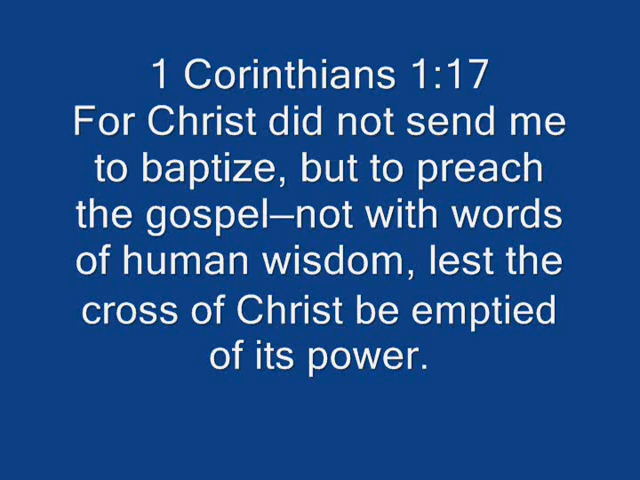 1 Corinthians 1:17
For Christ did not send me
to baptize, but to preach
the gospel—not with words
of human wisdom, lest the
cross of Christ be emptied
of its power.